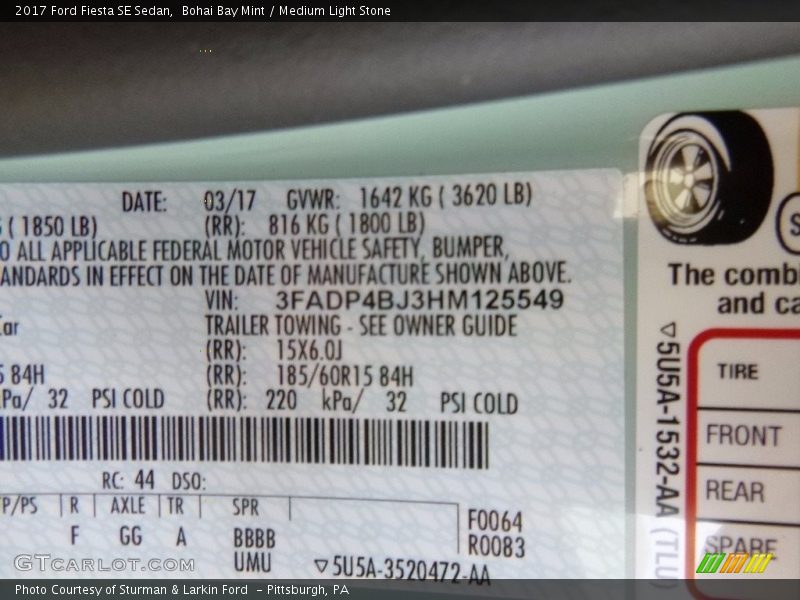 2017 Ford Fiesta SE Sedan, Bohai Bay Mint / Medium Light Stone
DATE: 03/17 GVWR: 1642 KG ( 3620 LB)
( 1850 LB) (RR): 816 KG ( 1800 LB)
O ALL APPLICABLE FEDERAL MOTOR VEHICLE SAFETY, BUMPER,
ANDARDS IN EFFECT ON THE DATE OF MANUFACTURE SHOWN ABOVE.
VIN: 3FADP4BJ3HM125549
Car TRAILER TOWING - SEE OWNER GUIDE
(RR): 15X6.0J
5 84H (RR): 185/60R15 84H
kPa/ 32 PSI COLD (RR): 220 kPa/ 32 PSI COLD
RC: 44 DSO:
TP/PS R AXLE TR SPR
F GG A BBBB
UMU
F0064
R0083
▽5U5A-3520472-AA
S
The combi
and ca
▽5U5A-1532-AA (TLU)
TIRE
FRONT
REAR
SPARE
GTCARLOT.COM
Photo Courtesy of Sturman & Larkin Ford - Pittsburgh, PA